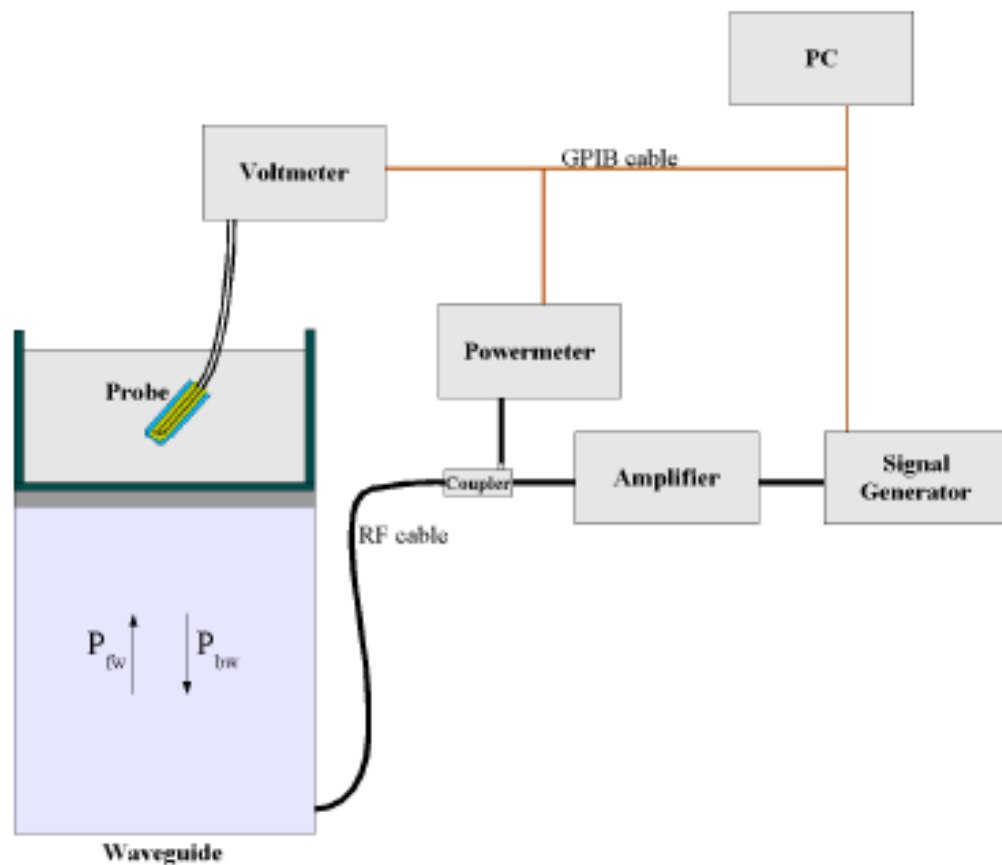 PC
Voltmeter
GPIB cable
Powermeter
Probe
Coupler
Amplifier
Signal
Generator
RF cable
P fw
P bw
Waveguide